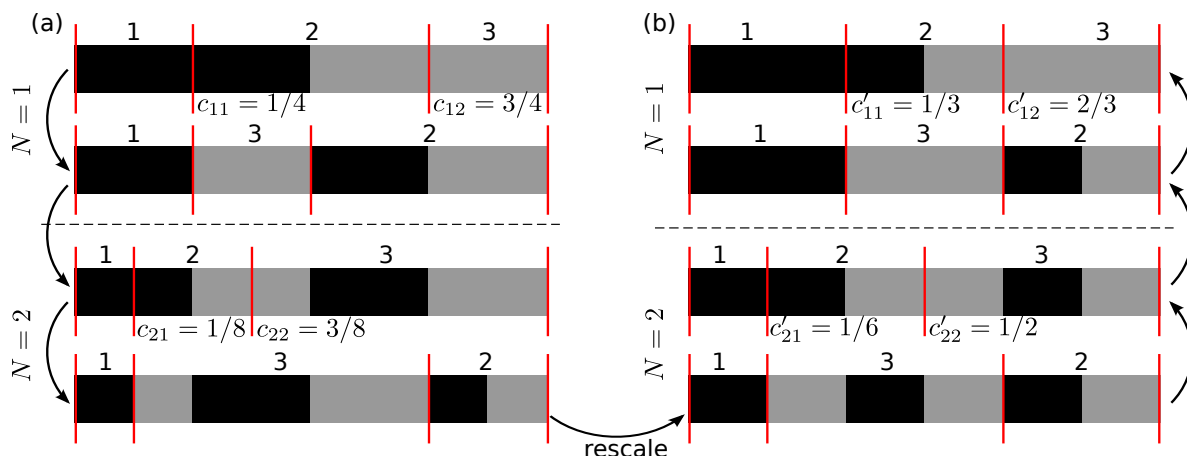 (a)
1 2 3
c₁₁ = 1/4 c₁₂ = 3/4
N = 1
1 3 2
1 2 3
c₂₁ = 1/8 c₂₂ = 3/8
N = 2
1 3 2
rescale
(b)
1 2 3
c′₁₁ = 1/3 c′₁₂ = 2/3
N = 1
1 3 2
1 2 3
c′₂₁ = 1/6 c′₂₂ = 1/2
N = 2
1 3 2